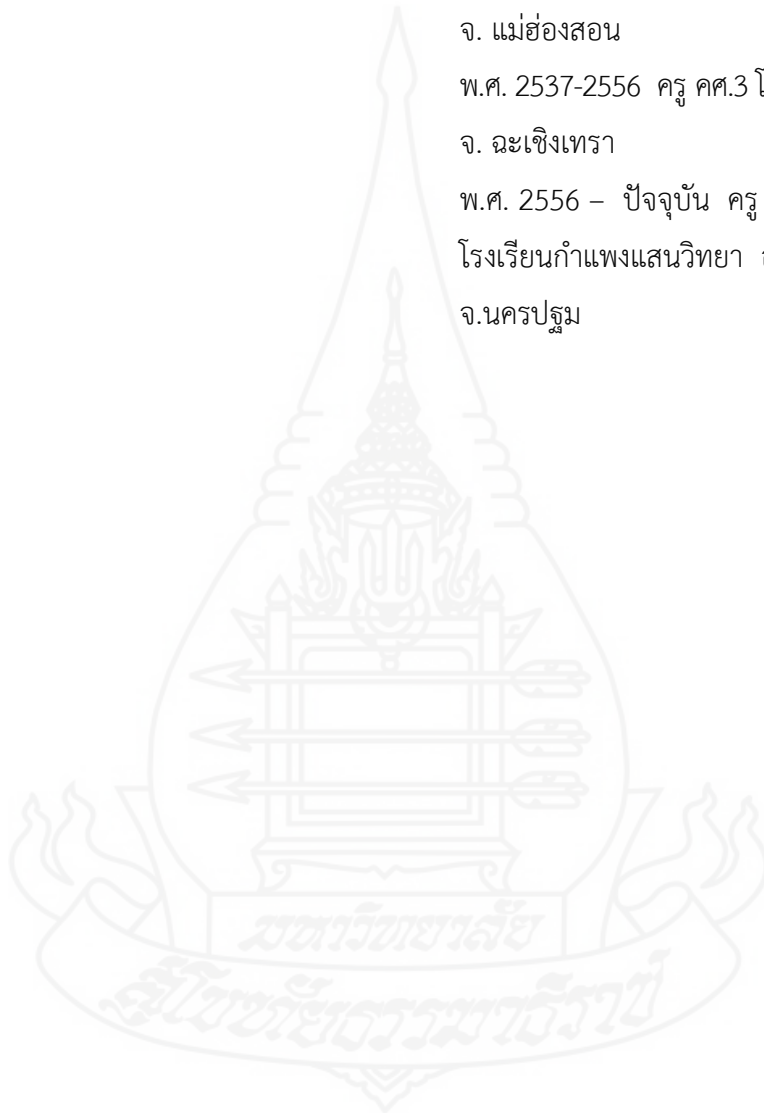 จ. แม่ฮ่องสอน
พ.ศ. 2537-2556 ครู คศ.3
จ. ฉะเชิงเทรา
พ.ศ. 2556 – ปัจจุบัน ครู
โรงเรียนกำแพงแสนวิทยา
จ.นครปฐม
มหาวิทยาลัย
สุโขทัยธรรมาธิราช